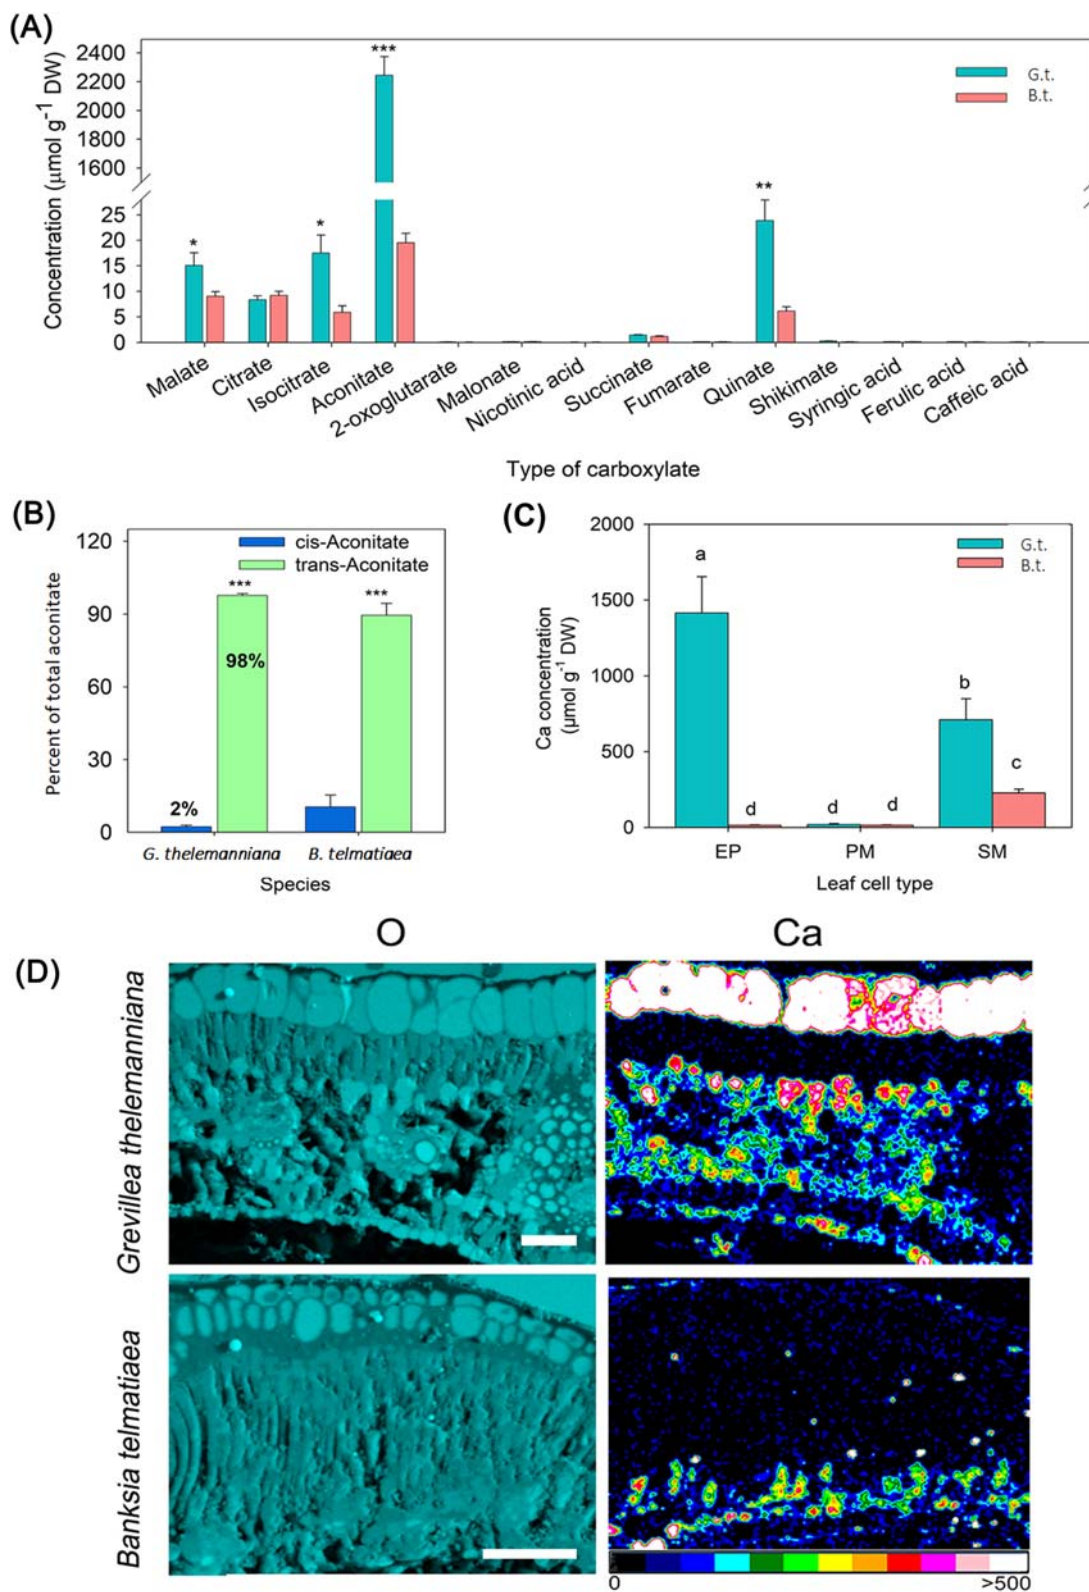 (A)
Concentration (µmol g⁻¹ DW)
2400
2200
2000
1800
1600
25
20
15
10
5
0
*
*
***
**
G.t.
B.t.
Malate
Citrate
Isocitrate
Aconitate
2-oxoglutarate
Malonate
Nicotinic acid
Succinate
Fumarate
Quinate
Shikimate
Syringic acid
Ferulic acid
Caffeic acid
Type of carboxylate
(B)
Percent of total aconitate
120
90
60
30
0
cis-Aconitate
trans-Aconitate
***
***
98%
2%
G. thelemanniana
B. telmatiaea
Species
(C)
Ca concentration
(µmol g⁻¹ DW)
2000
1500
1000
500
0
G.t.
B.t.
a
d
d
d
b
c
EP
PM
SM
Leaf cell type
(D)
O
Ca
Grevillea thelemanniana
Banksia telmatiaea
0
>500